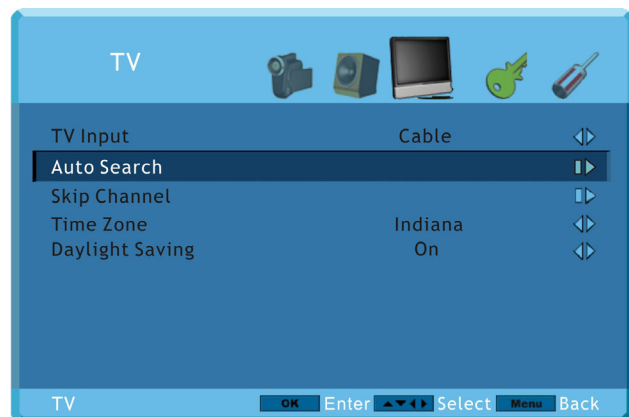 TV
TV Input Cable
Auto Search
Skip Channel
Time Zone Indiana
Daylight Saving On
TV OK Enter Select Menu Back